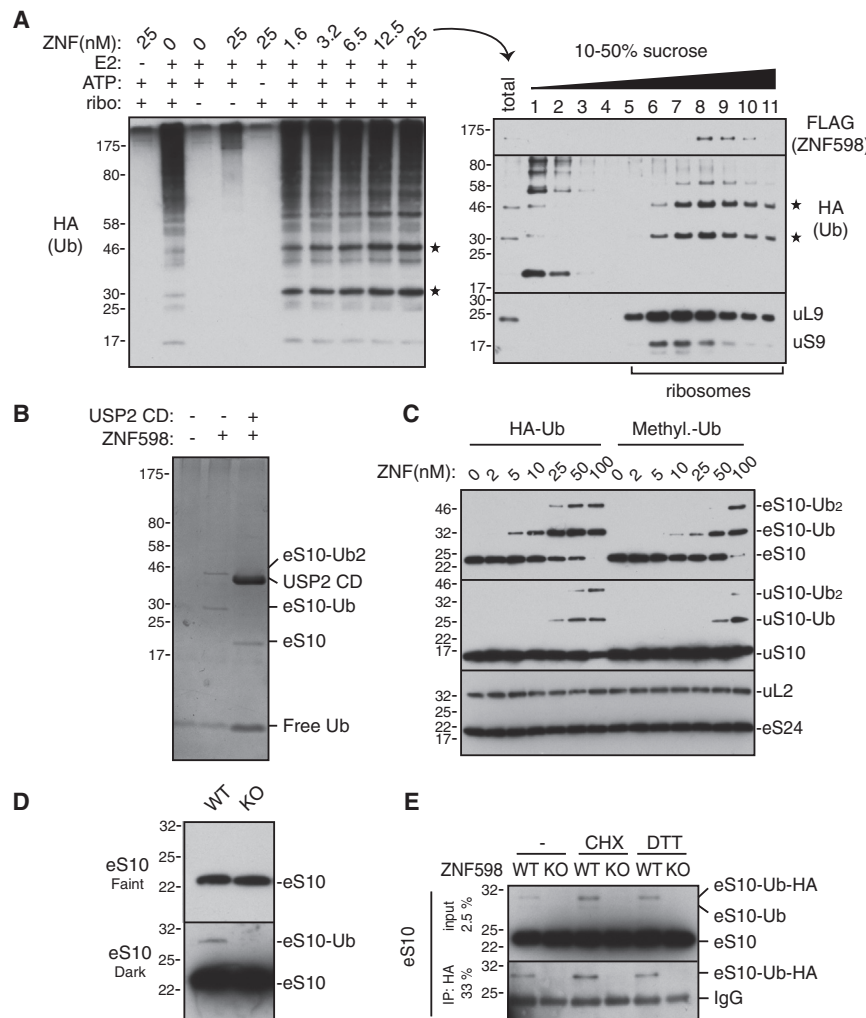 A
ZNF(nM): 25 0 0 25 25 1.6 3.2 6.5 12.5 25
E2: - + + + + + + + + +
ATP: + + + + - + + + + +
ribo: + + - - + + + + + +
175-
80-
58-
46-
30-
25-
17-
HA
(Ub)
★
★
10-50% sucrose
total 1 2 3 4 5 6 7 8 9 10 11
175-
80-
58-
46-
30-
25-
17-
30-
25-
17-
FLAG
(ZNF598)
★
HA
(Ub)
★
uL9
uS9
ribosomes
B
USP2 CD: - - +
ZNF598: - + +
175-
80-
58-
46-
30-
25-
17-
eS10-Ub2
USP2 CD
-eS10-Ub
-eS10
-Free Ub
C
HA-Ub Methyl.-Ub
ZNF(nM): 0 2 5 10 25 50 100 0 2 5 10 25 50 100
46-
32-
25-
22-
-eS10-Ub2
-eS10-Ub
-eS10
46-
32-
25-
22-
17-
-uS10-Ub2
-uS10-Ub
-uS10
32-
25-
22-
17-
-uL2
-eS24
D
WT KO
32-
25-
22-
eS10
Faint
-eS10
32-
25-
22-
eS10
Dark
-eS10-Ub
-eS10
E
- CHX DTT
ZNF598 WT KO WT KO WT KO
eS10
input
2.5 %
32-
25-
22-
eS10-Ub-HA
eS10-Ub
eS10
IP: HA
33 %
32-
25-
eS10-Ub-HA
IgG